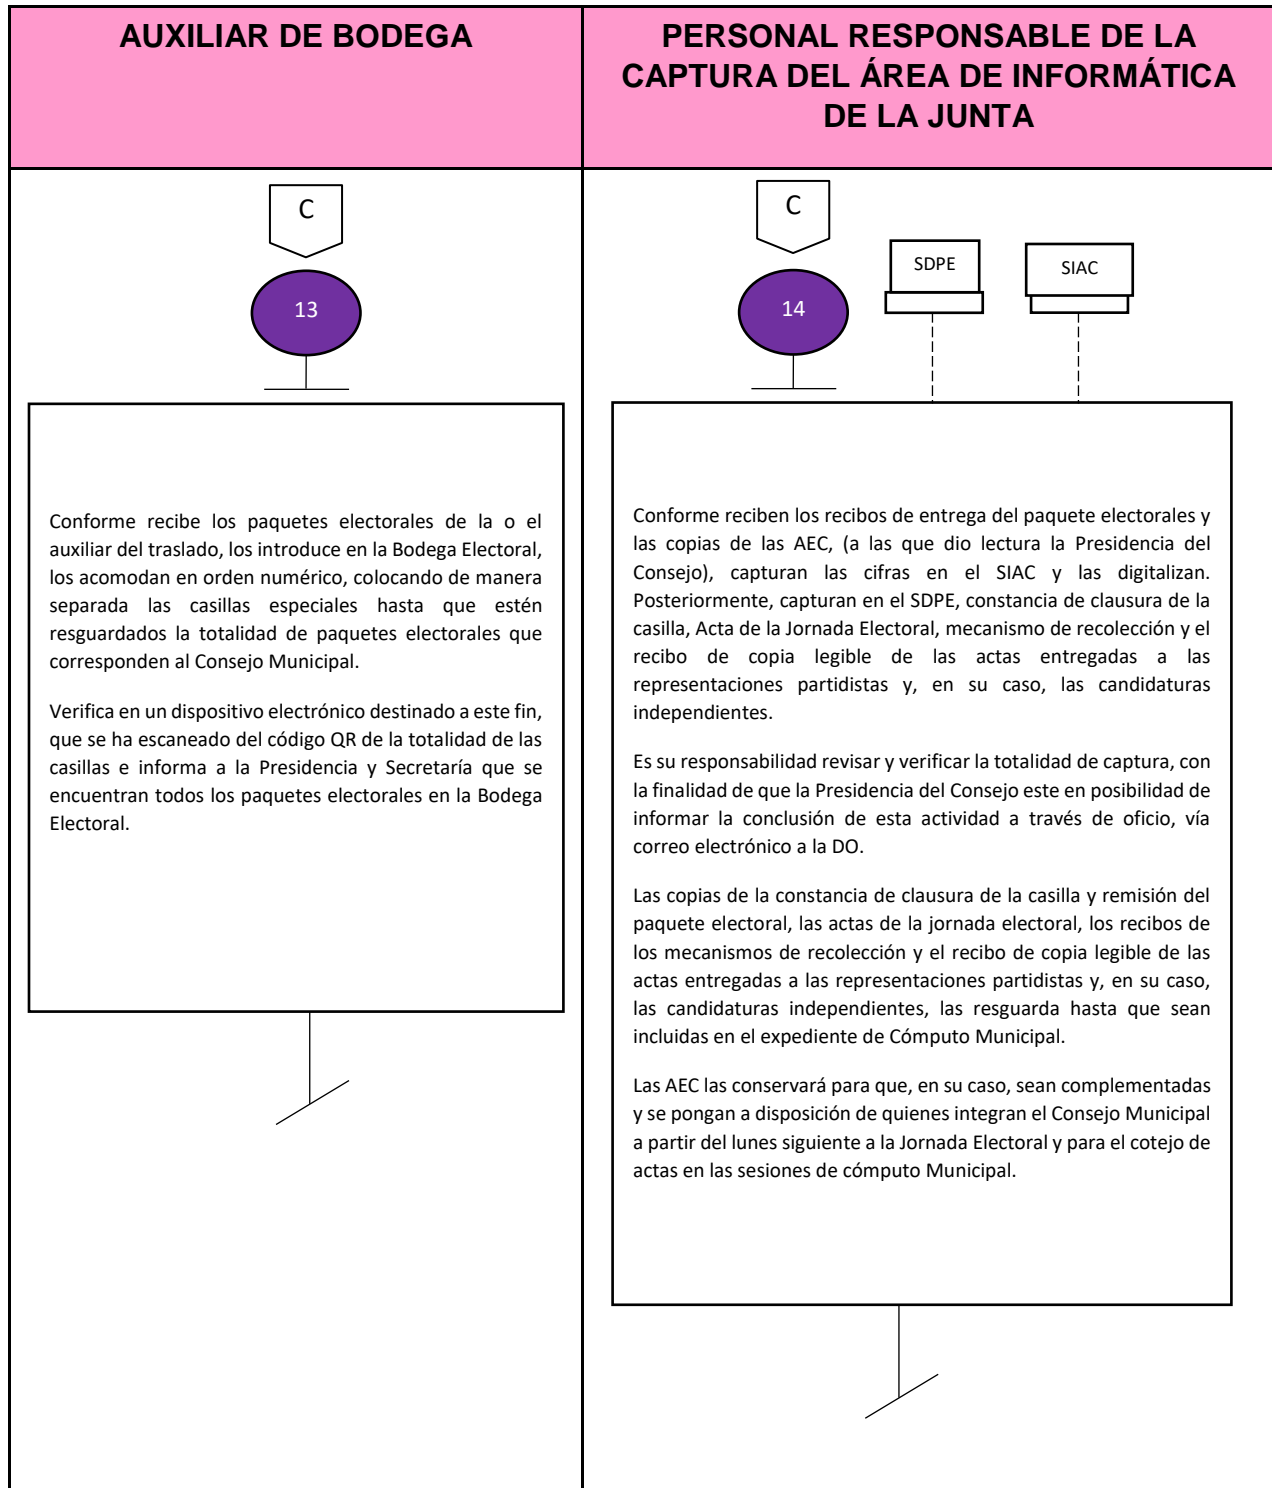 AUXILIAR DE BODEGA
PERSONAL RESPONSABLE DE LA
CAPTURA DEL ÁREA DE INFORMÁTICA
DE LA JUNTA
C
13
Conforme recibe los paquetes electorales de la o el
auxiliar del traslado, los introduce en la Bodega Electoral,
los acomodan en orden numérico, colocando de manera
separada las casillas especiales hasta que estén
resguardados la totalidad de paquetes electorales que
corresponden al Consejo Municipal.
Verifica en un dispositivo electrónico destinado a este fin,
que se ha escaneado del código QR de la totalidad de las
casillas e informa a la Presidencia y Secretaría que se
encuentran todos los paquetes electorales en la Bodega
Electoral.
C
14
SDPE
SIAC
Conforme reciben los recibos de entrega del paquete electorales y
las copias de las AEC, (a las que dio lectura la Presidencia del
Consejo), capturan las cifras en el SIAC y las digitalizan.
Posteriormente, capturan en el SDPE, constancia de clausura de la
casilla, Acta de la Jornada Electoral, mecanismo de recolección y el
recibo de copia legible de las actas entregadas a las
representaciones partidistas y, en su caso, las candidaturas
independientes.
Es su responsabilidad revisar y verificar la totalidad de captura, con
la finalidad de que la Presidencia del Consejo este en posibilidad de
informar la conclusión de esta actividad a través de oficio, vía
correo electrónico a la DO.
Las copias de la constancia de clausura de la casilla y remisión del
paquete electoral, las actas de la jornada electoral, los recibos de
los mecanismos de recolección y el recibo de copia legible de las
actas entregadas a las representaciones partidistas y, en su caso,
las candidaturas independientes, las resguarda hasta que sean
incluidas en el expediente de Cómputo Municipal.
Las AEC las conservará para que, en su caso, sean complementadas
y se pongan a disposición de quienes integran el Consejo Municipal
a partir del lunes siguiente a la Jornada Electoral y para el cotejo de
actas en las sesiones de cómputo Municipal.